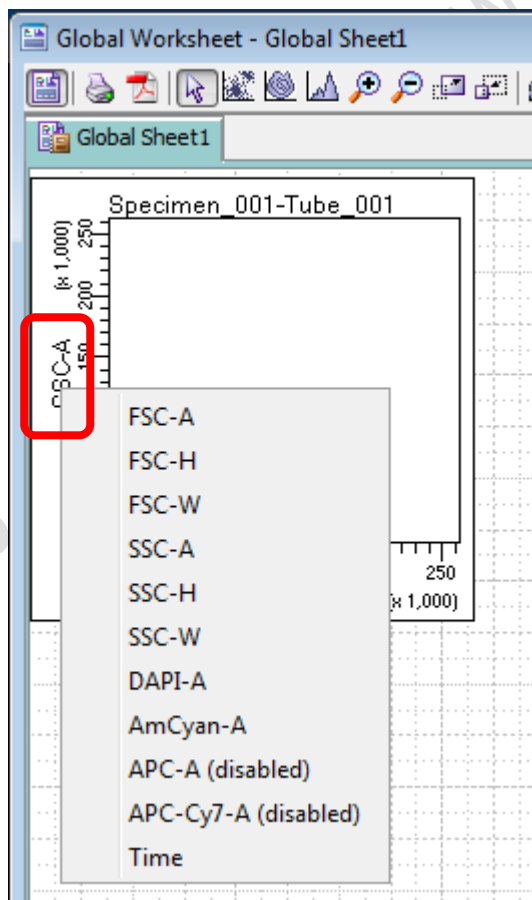 Global Worksheet - Global Sheet1
Global Sheet1
Specimen_001-Tube_001
(x 1,000)
250
200
150
SSC-A
250
(x 1,000)
FSC-A
FSC-H
FSC-W
SSC-A
SSC-H
SSC-W
DAPI-A
AmCyan-A
APC-A (disabled)
APC-Cy7-A (disabled)
Time